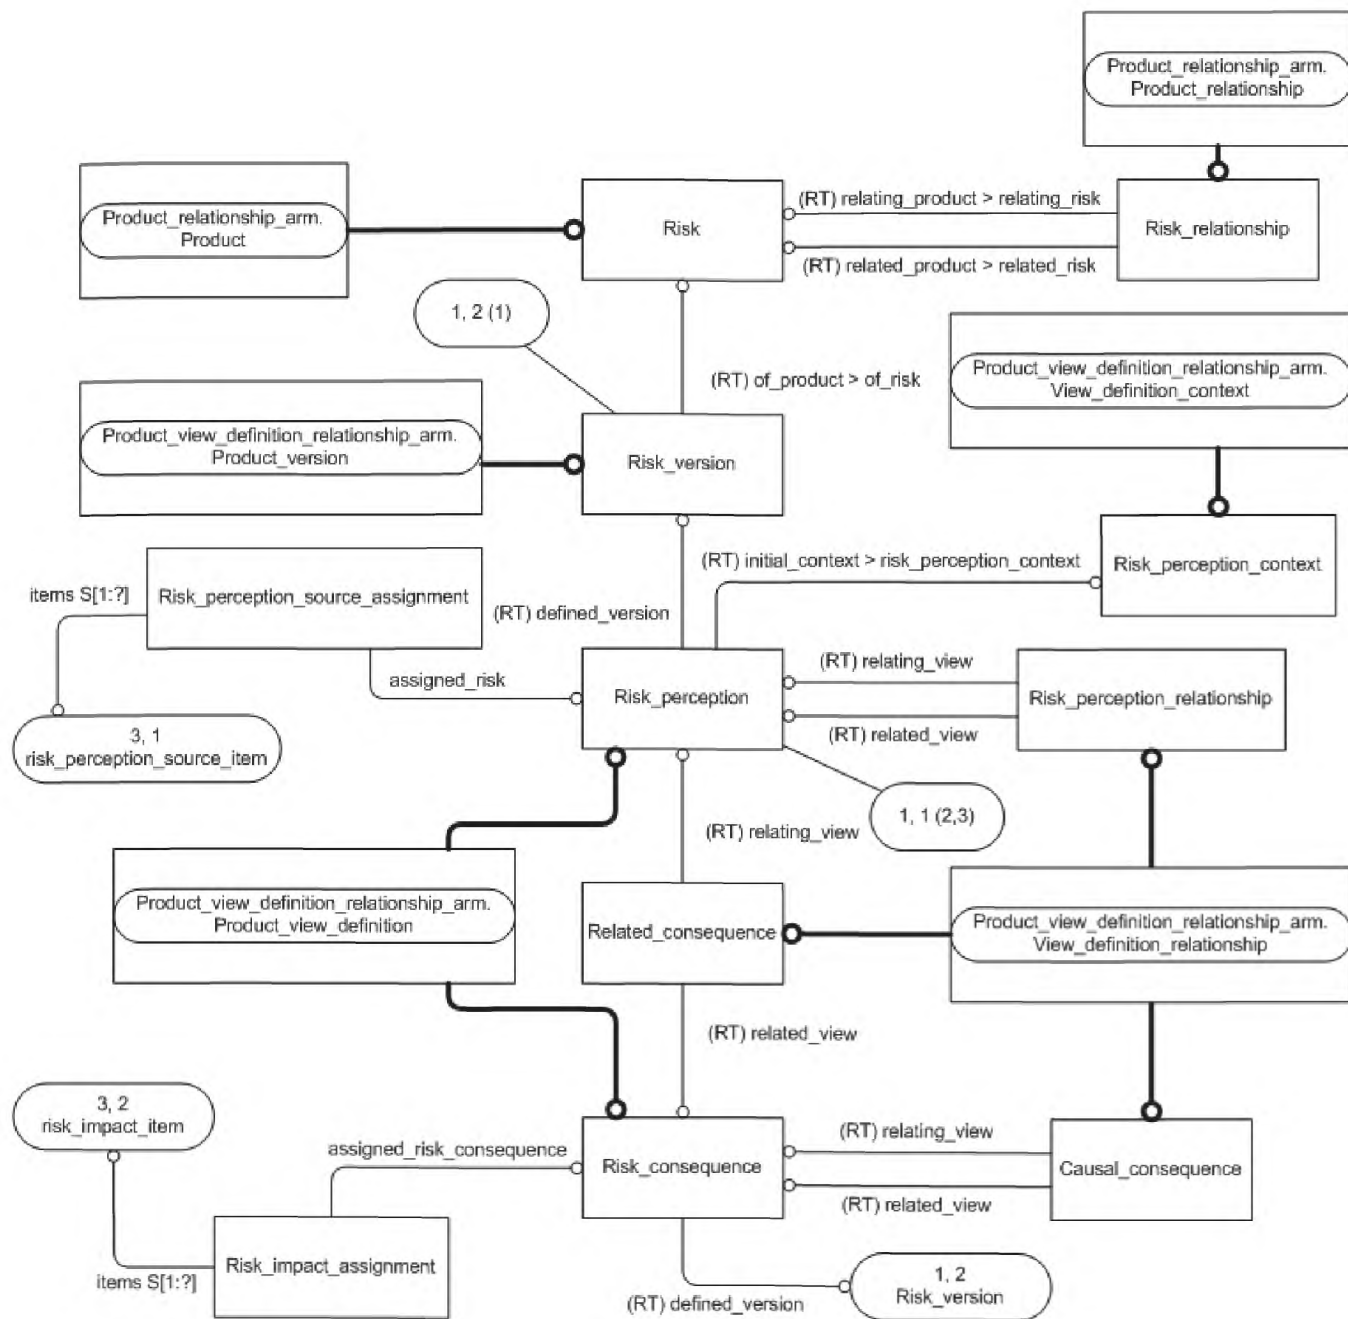 Product_relationship_arm.
Product_relationship
Product_relationship_arm.
Product
Risk
(RT) relating_product > relating_risk
(RT) related_product > related_risk
Risk_relationship
1, 2 (1)
(RT) of_product > of_risk
Product_view_definition_relationship_arm.
View_definition_context
Product_view_definition_relationship_arm.
Product_version
Risk_version
(RT) initial_context > risk_perception_context
Risk_perception_context
items S[1:?]
Risk_perception_source_assignment
(RT) defined_version
assigned_risk
3, 1
risk_perception_source_item
Risk_perception
(RT) relating_view
(RT) related_view
Risk_perception_relationship
1, 1 (2,3)
(RT) relating_view
Product_view_definition_relationship_arm.
Product_view_definition
Related_consequence
Product_view_definition_relationship_arm.
View_definition_relationship
(RT) related_view
3, 2
risk_impact_item
assigned_risk_consequence
Risk_consequence
(RT) relating_view
(RT) related_view
Causal_consequence
items S[1:?]
Risk_impact_assignment
(RT) defined_version
1, 2
Risk_version